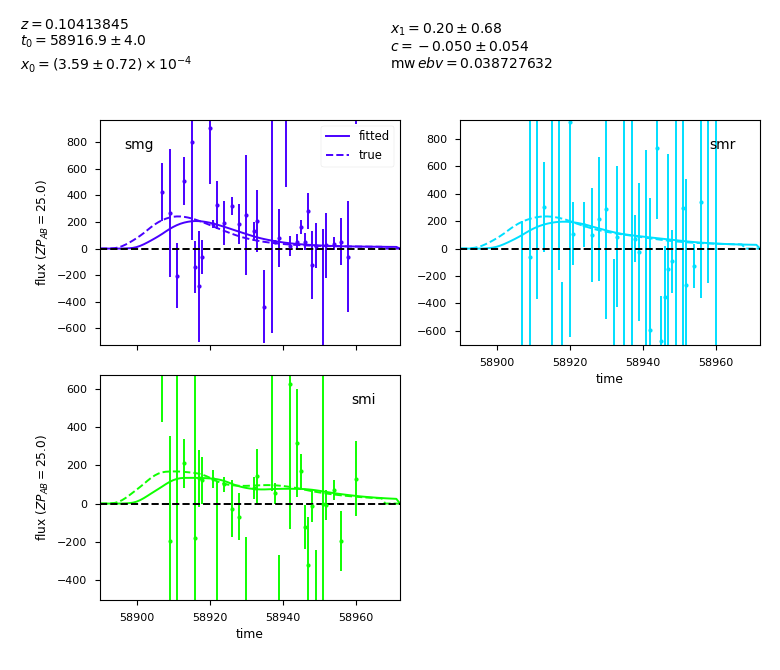 z = 0.10413845
t₀ = 58916.9 ± 4.0
x₀ = (3.59 ± 0.72) × 10⁻⁴
x₁ = 0.20 ± 0.68
c = −0.050 ± 0.054
mw ebv = 0.038727632
smg
fitted
true
800
600
400
200
0
−200
−400
−600
flux (ZP_AB = 25.0)
smr
800
600
400
200
0
−200
−400
−600
58900 58920 58940 58960
time
smi
600
400
200
0
−200
−400
flux (ZP_AB = 25.0)
58900 58920 58940 58960
time